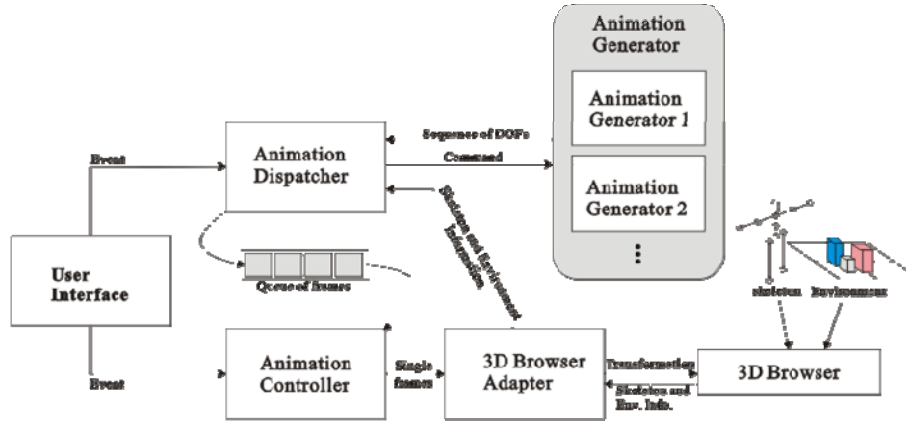 Animation
Generator
Animation
Generator 1
Sequence of DOFs
Event
Animation
Dispatcher
Command
Animation
Generator 2
Skeleton and Environment
Information
User
Interface
Queue of frames
skeleton
Environment
Animation
Controller
Single
frames
3D Browser
Adapter
Transformation
Skeleton and
Env. Info.
3D Browser
Event